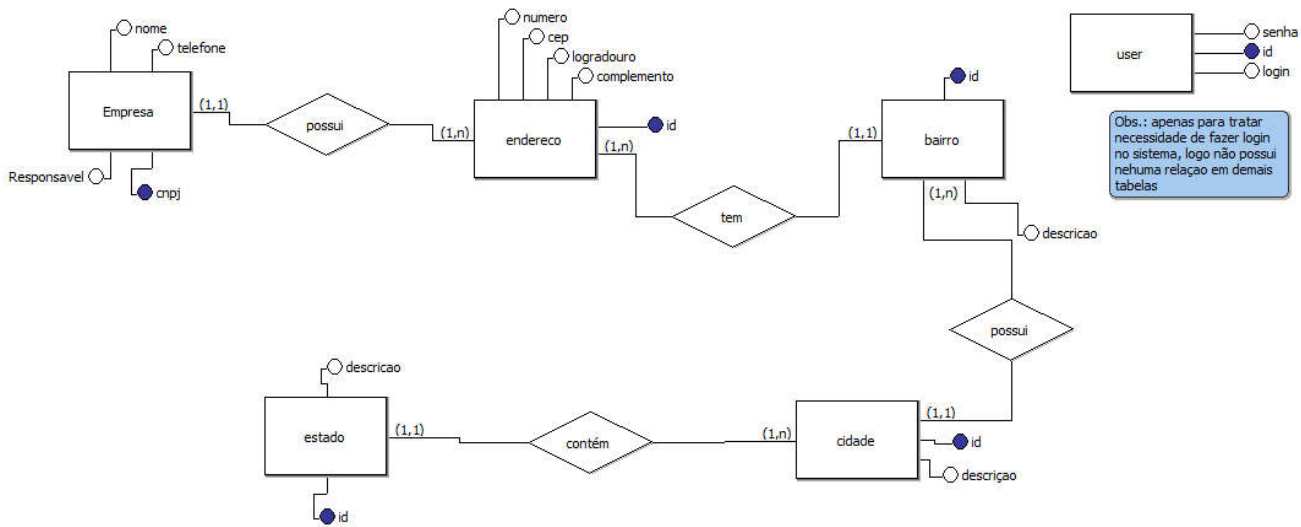 nome
telefone
Empresa
(1,1)
Responsavel
cnpj
possui
numero
cep
logradouro
complemento
(1,n)
endereco
id
(1,n)
tem
id
(1,1)
bairro
(1,n)
descricao
senha
user
id
login
Obs.: apenas para tratar
necessidade de fazer login
no sistema, logo não possui
nehuma relaçao em demais
tabelas
possui
descricao
estado
(1,1)
id
contém
(1,n)
cidade
(1,1)
id
descriçao